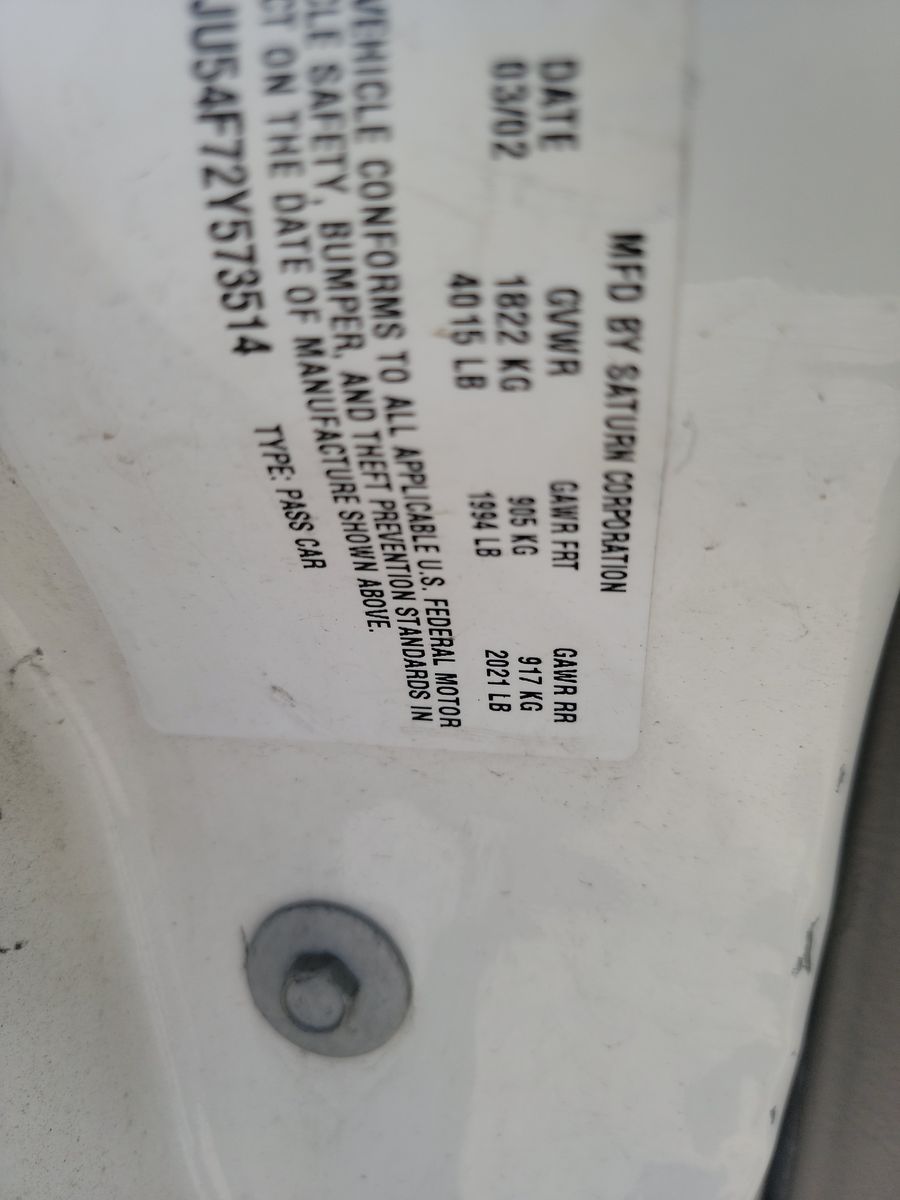 MFD BY SATURN CORPORATION
DATE GVWR GAWR FRT GAWR RR
03/02 1822 KG 905 KG 917 KG
4015 LB 1994 LB 2021 LB
VEHICLE CONFORMS TO ALL APPLICABLE U.S. FEDERAL MOTOR
CLE SAFETY, BUMPER, AND THEFT PREVENTION STANDARDS IN
CT ON THE DATE OF MANUFACTURE SHOWN ABOVE.
JU54F72Y573514 TYPE: PASS CAR